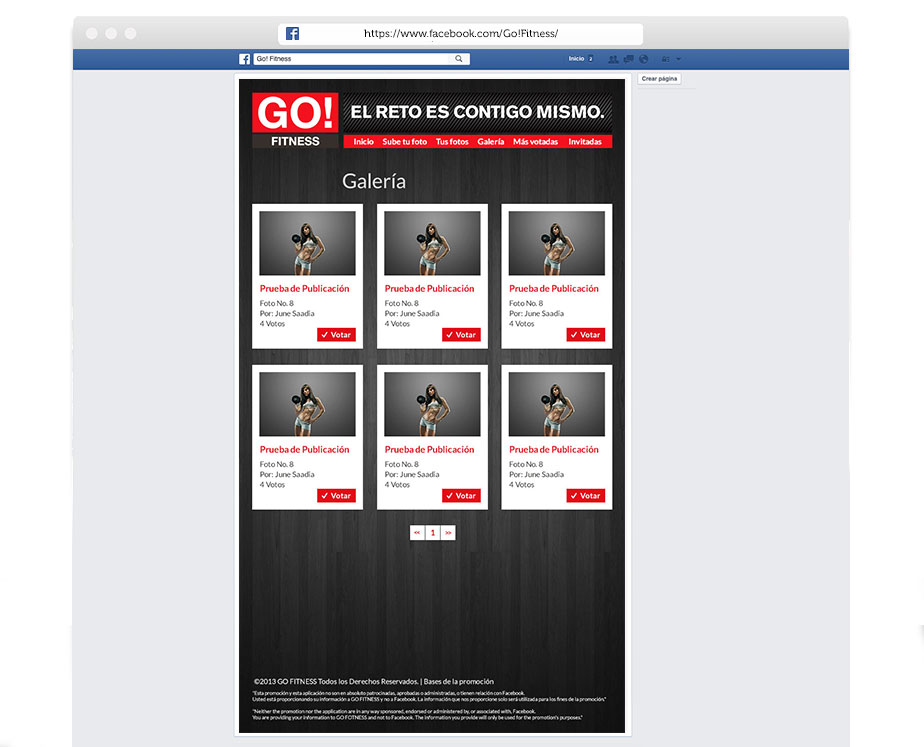 https://www.facebook.com/Go!Fitness/
Go! Fitness
Inicio 2
Crear página
GO!
FITNESS
EL RETO ES CONTIGO MISMO.
Inicio Sube tu foto Tus fotos Galería Más votadas Invitadas
Galería
Prueba de Publicación
Foto No. 8
Por: June Saadia
4 Votos
✓ Votar
Prueba de Publicación
Foto No. 8
Por: June Saadia
4 Votos
✓ Votar
Prueba de Publicación
Foto No. 8
Por: June Saadia
4 Votos
✓ Votar
Prueba de Publicación
Foto No. 8
Por: June Saadia
4 Votos
✓ Votar
Prueba de Publicación
Foto No. 8
Por: June Saadia
4 Votos
✓ Votar
Prueba de Publicación
Foto No. 8
Por: June Saadia
4 Votos
✓ Votar
<< 1 >>
©2013 GO FITNESS Todos los Derechos Reservados. | Bases de la promoción
"Esta promoción y esta aplicación no son en absoluto patrocinadas, aprobadas o administradas, o tienen relación con Facebook.
Usted está proporcionando su información a GO FITNESS y no a Facebook. La información que nos proporcione solo será utilizada para los fines de la promoción."
"Neither the promotion nor the application are in any way sponsored, endorsed or administered by, or associated with, Facebook.
You are providing your information to GO FOTNESS and not to Facebook. The information you provide will only be used for the promotion's purposes."